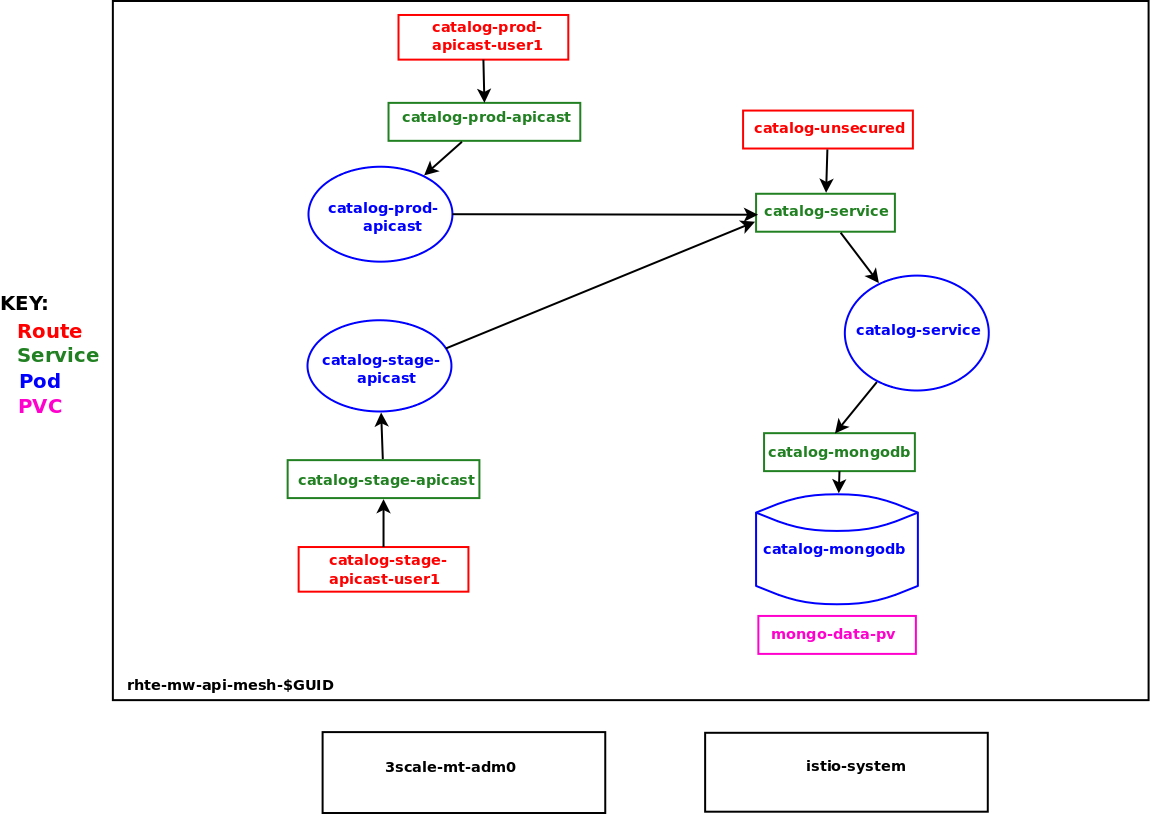 catalog-prod-
apicast-user1
catalog-prod-apicast
catalog-unsecured
catalog-prod-
apicast
catalog-service
KEY:
Route
Service
Pod
PVC
catalog-service
catalog-stage-
apicast
catalog-mongodb
catalog-stage-apicast
catalog-mongodb
catalog-stage-
apicast-user1
mongo-data-pv
rhte-mw-api-mesh-$GUID
3scale-mt-adm0
istio-system